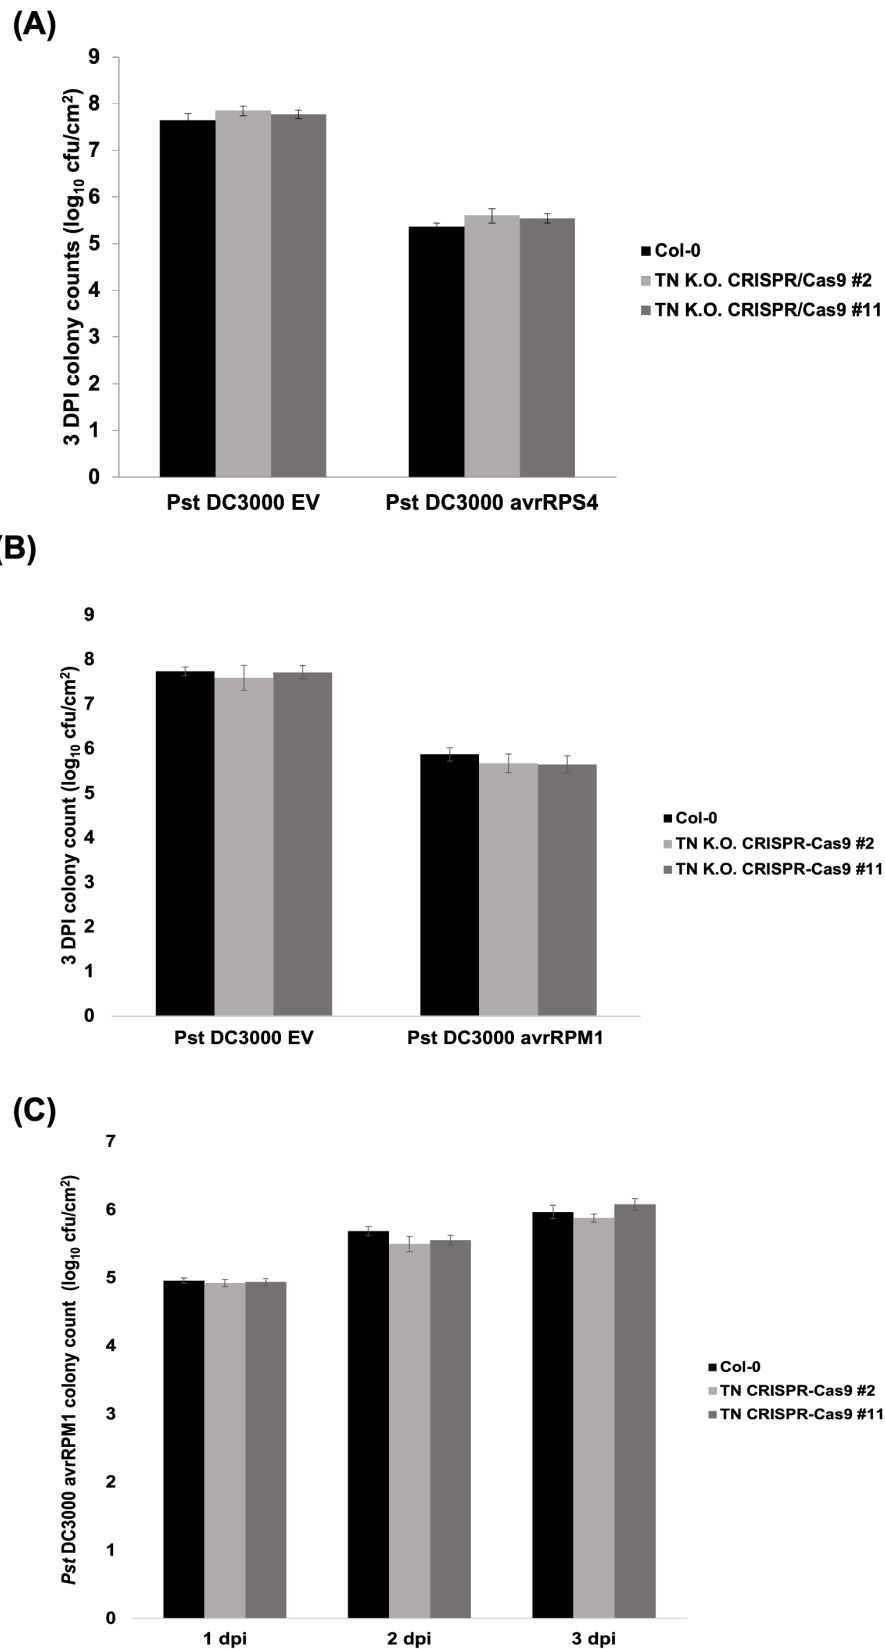 (A)
9
8
7
6
5
4
3
2
1
0
3 DPI colony counts (log10 cfu/cm2)
Pst DC3000 EV
Pst DC3000 avrRPS4
Col-0
TN K.O. CRISPR/Cas9 #2
TN K.O. CRISPR/Cas9 #11
(B)
9
8
7
6
5
4
3
2
1
0
3 DPI colony count (log10 cfu/cm2)
Pst DC3000 EV
Pst DC3000 avrRPM1
Col-0
TN K.O. CRISPR-Cas9 #2
TN K.O. CRISPR-Cas9 #11
(C)
7
6
5
4
3
2
1
0
Pst DC3000 avrRPM1 colony count (log10 cfu/cm2)
1 dpi
2 dpi
3 dpi
Col-0
TN CRISPR-Cas9 #2
TN CRISPR-Cas9 #11